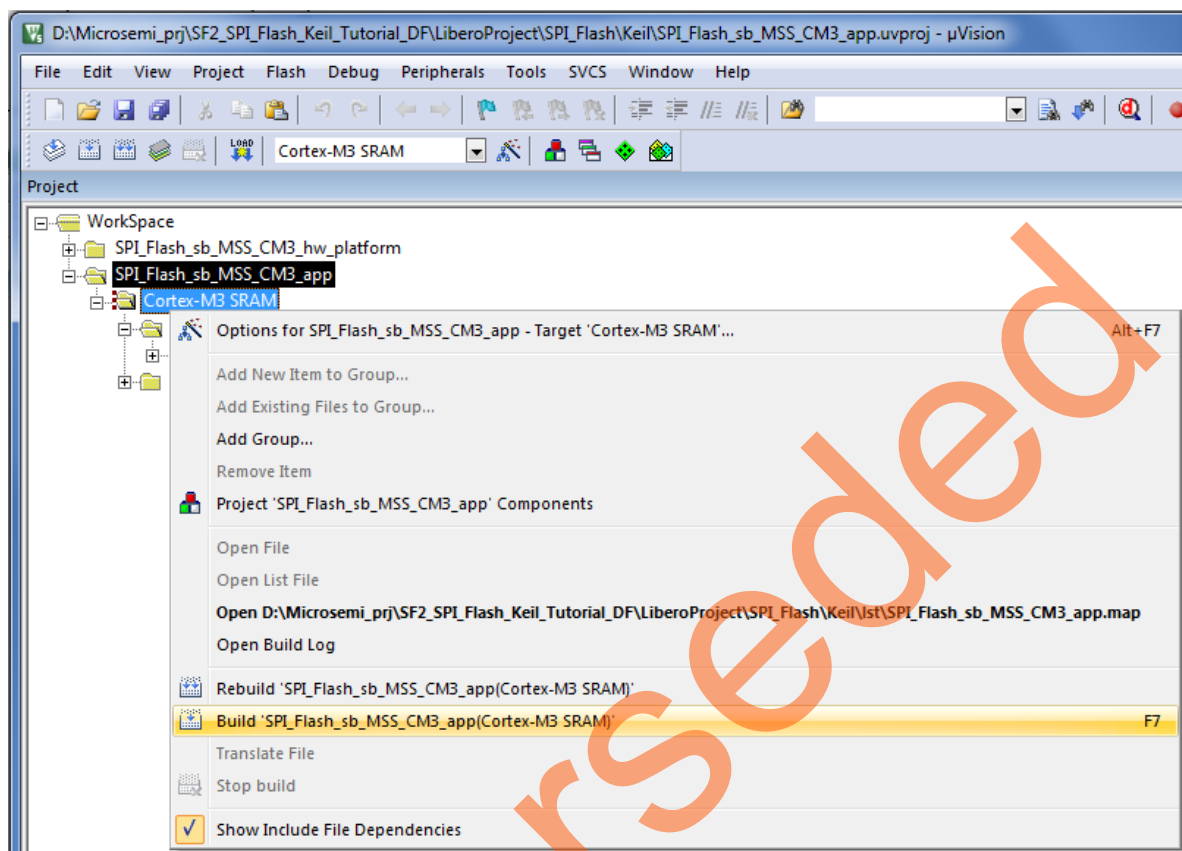 D:\Microsemi_prj\SF2_SPI_Flash_Keil_Tutorial_DF\LiberoProject\SPI_Flash\Keil\SPI_Flash_sb_MSS_CM3_app.uvproj - µVision
File Edit View Project Flash Debug Peripherals Tools SVCS Window Help
LOAD Cortex-M3 SRAM
Project
WorkSpace
SPI_Flash_sb_MSS_CM3_hw_platform
SPI_Flash_sb_MSS_CM3_app
Cortex-M3 SRAM
Options for SPI_Flash_sb_MSS_CM3_app - Target 'Cortex-M3 SRAM'... Alt+F7
Add New Item to Group...
Add Existing Files to Group...
Add Group...
Remove Item
Project 'SPI_Flash_sb_MSS_CM3_app' Components
Open File
Open List File
Open D:\Microsemi_prj\SF2_SPI_Flash_Keil_Tutorial_DF\LiberoProject\SPI_Flash\Keil\lst\SPI_Flash_sb_MSS_CM3_app.map
Open Build Log
Rebuild 'SPI_Flash_sb_MSS_CM3_app(Cortex-M3 SRAM)'
Build 'SPI_Flash_sb_MSS_CM3_app(Cortex-M3 SRAM)' F7
Translate File
Stop build
Show Include File Dependencies
rseded